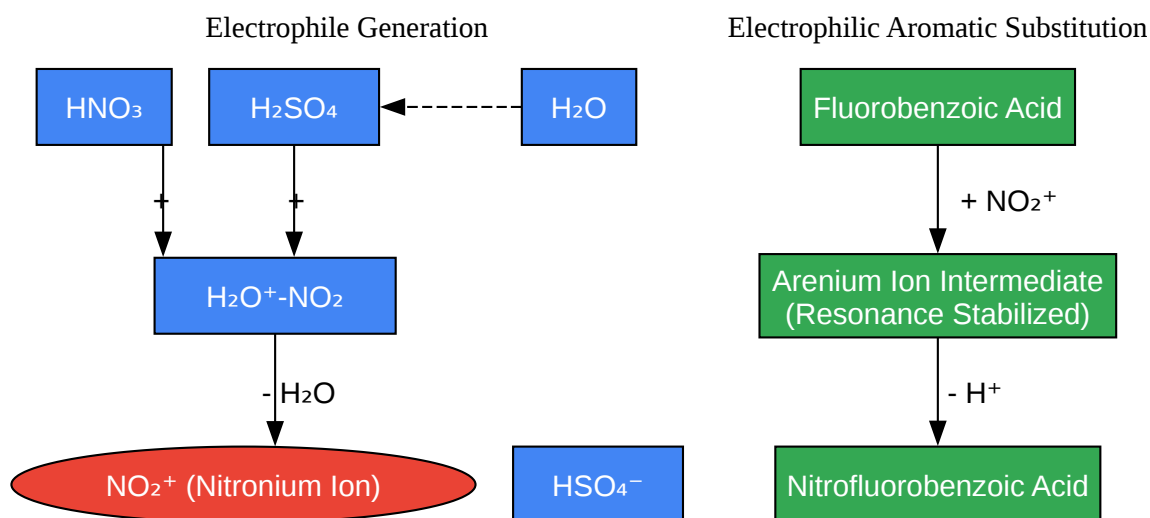 Electrophile Generation
Electrophilic Aromatic Substitution
HNO₃
H₂SO₄
H₂O
Fluorobenzoic Acid
+
+
+ NO₂⁺
H₂O⁺-NO₂
Arenium Ion Intermediate
(Resonance Stabilized)
- H₂O
- H⁺
NO₂⁺ (Nitronium Ion)
HSO₄⁻
Nitrofluorobenzoic Acid